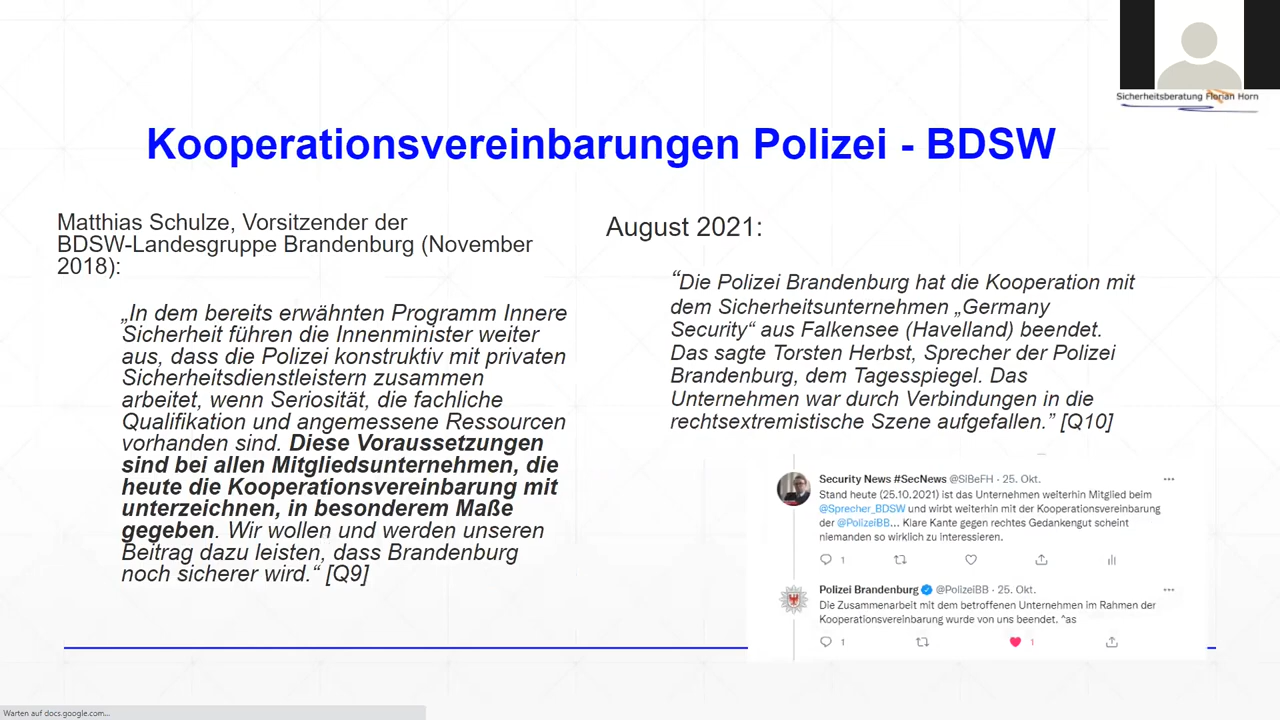 Sicherheitsberatung Florian Horn
Kooperationsvereinbarungen Polizei - BDSW
Matthias Schulze, Vorsitzender der
BDSW-Landesgruppe Brandenburg (November
2018):
„In dem bereits erwähnten Programm Innere
Sicherheit führen die Innenminister weiter
aus, dass die Polizei konstruktiv mit privaten
Sicherheitsdienstleistern zusammen
arbeitet, wenn Seriosität, die fachliche
Qualifikation und angemessene Ressourcen
vorhanden sind. Diese Voraussetzungen
sind bei allen Mitgliedsunternehmen, die
heute die Kooperationsvereinbarung mit
unterzeichnen, in besonderem Maße
gegeben. Wir wollen und werden unseren
Beitrag dazu leisten, dass Brandenburg
noch sicherer wird.“ [Q9]
August 2021:
“Die Polizei Brandenburg hat die Kooperation mit
dem Sicherheitsunternehmen „Germany
Security“ aus Falkensee (Havelland) beendet.
Das sagte Torsten Herbst, Sprecher der Polizei
Brandenburg, dem Tagesspiegel. Das
Unternehmen war durch Verbindungen in die
rechtsextremistische Szene aufgefallen.” [Q10]
Security News #SecNews @SIBeFH · 25. Okt.
Stand heute (25.10.2021) ist das Unternehmen weiterhin Mitglied beim
@Sprecher_BDSW und wirbt weiterhin mit der Kooperationsvereinbarung
der @PolizeiBB... Klare Kante gegen rechtes Gedankengut scheint
niemanden so wirklich zu interessieren.
1
Polizei Brandenburg @PolizeiBB · 25. Okt.
Die Zusammenarbeit mit dem betroffenen Unternehmen im Rahmen der
Kooperationsvereinbarung wurde von uns beendet. ^as
1 1
Warten auf docs.google.com...